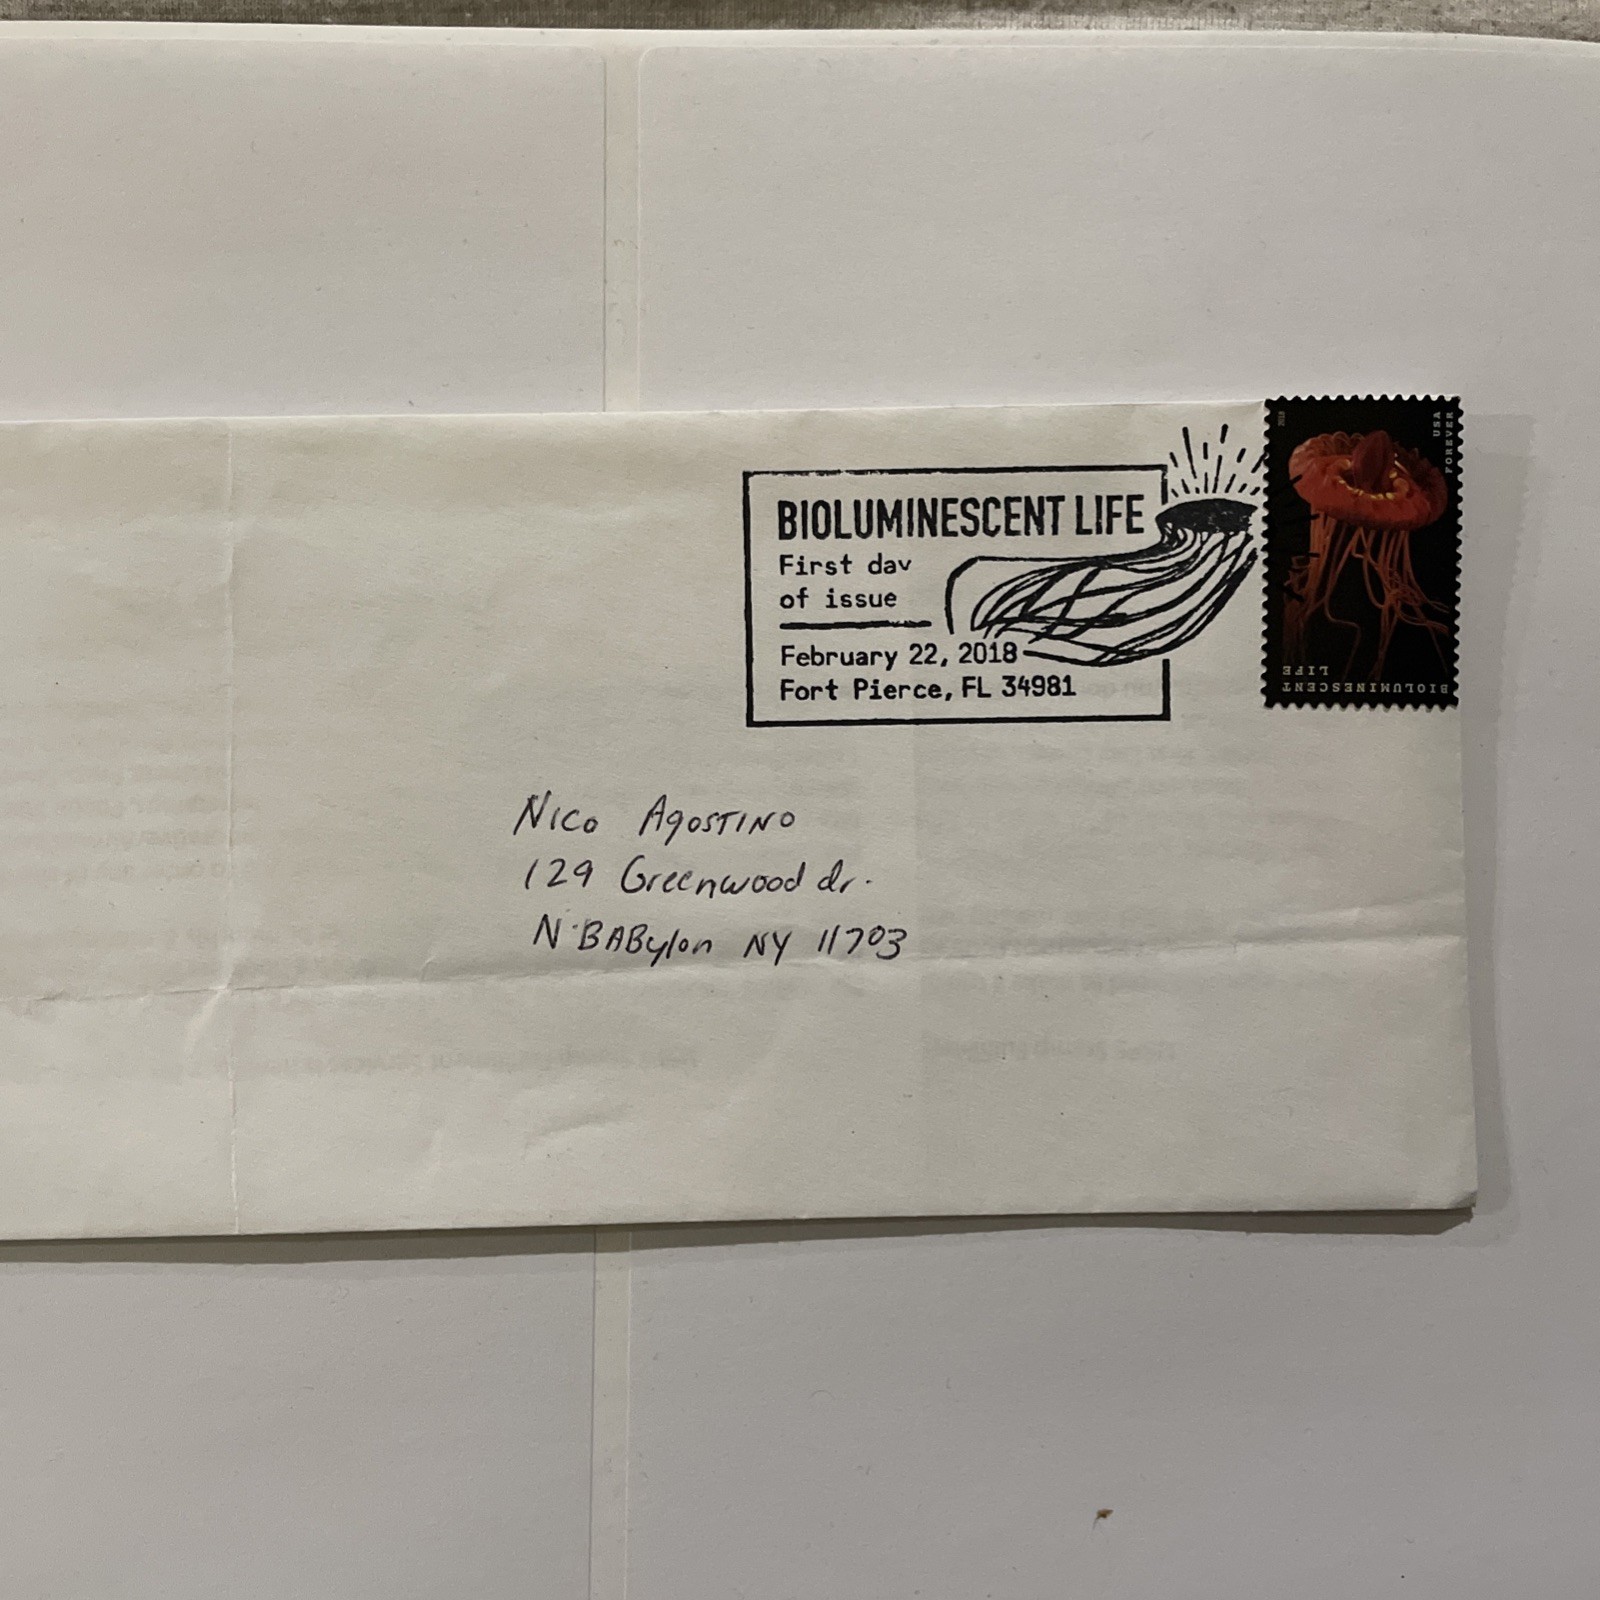 BIOLUMINESCENT LIFE
First day
of issue
February 22, 2018
Fort Pierce, FL 34981
2018
USA
FOREVER
BIOLUMINESCENT
LIFE
Nico Agostino
129 Greenwood dr.
N. BABylon NY 11703